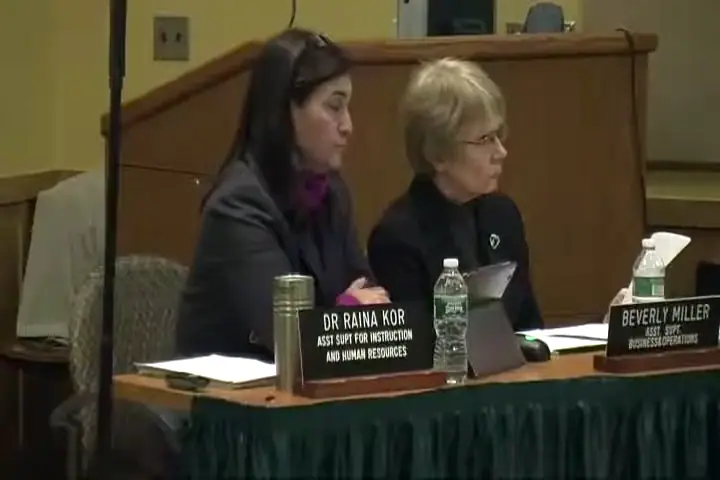 DR RAINA KOR
ASST SUPT FOR INSTRUCTION
AND HUMAN RESOURCES
BEVERLY MILLER
ASST. SUPT.
BUSINESS&OPERATIONS